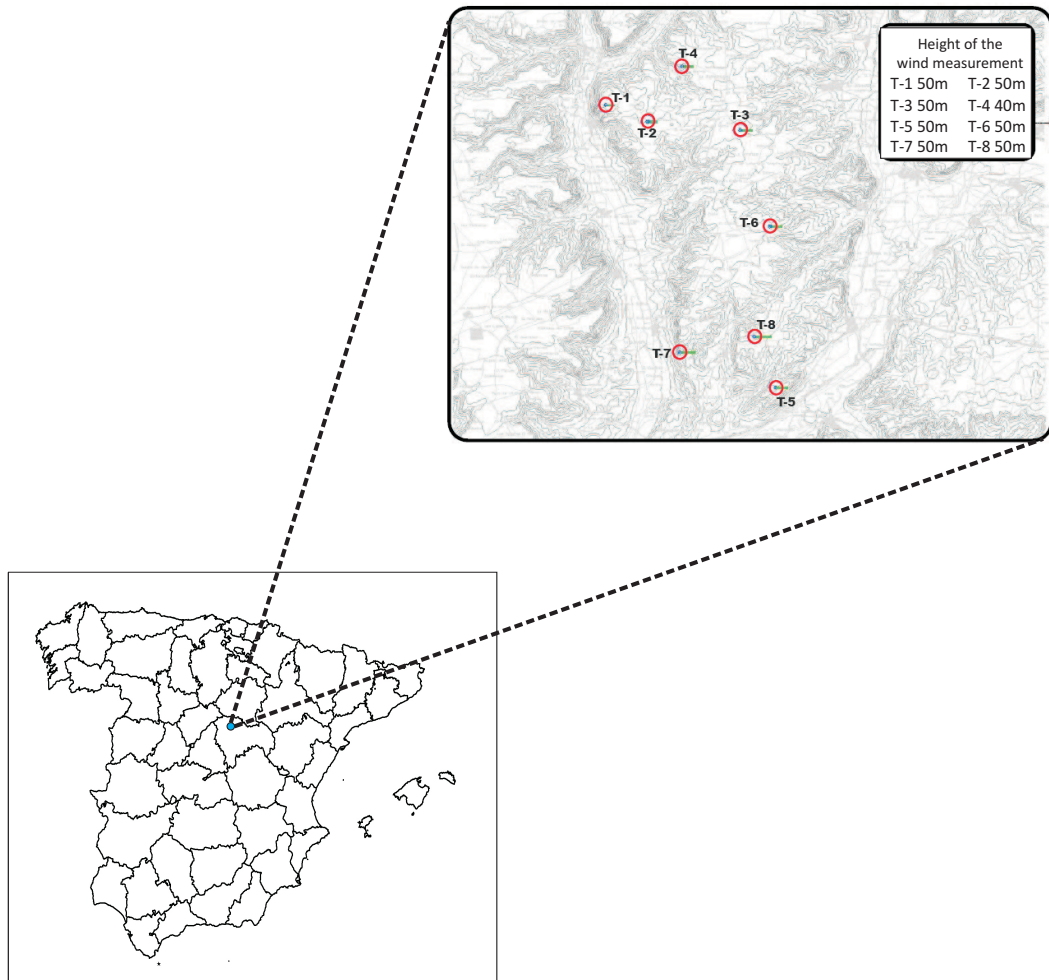 T-4
T-1
T-2
T-3
T-6
T-8
T-7
T-5
Height of the
wind measurement
T-1 50m T-2 50m
T-3 50m T-4 40m
T-5 50m T-6 50m
T-7 50m T-8 50m